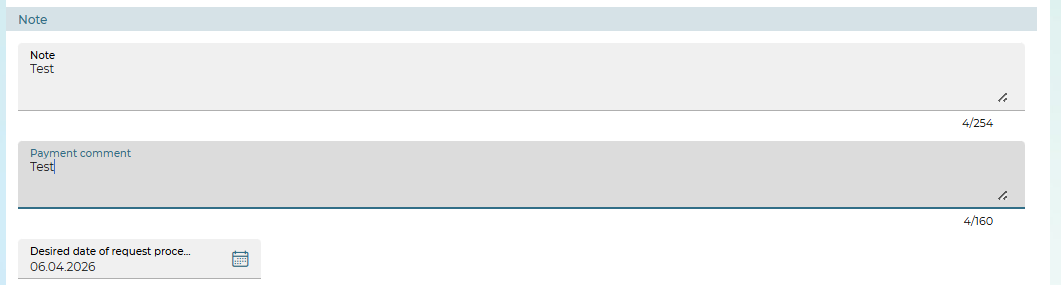 Note
Note
Test
4/254
Payment comment
Test
4/160
Desired date of request proce...
06.04.2026